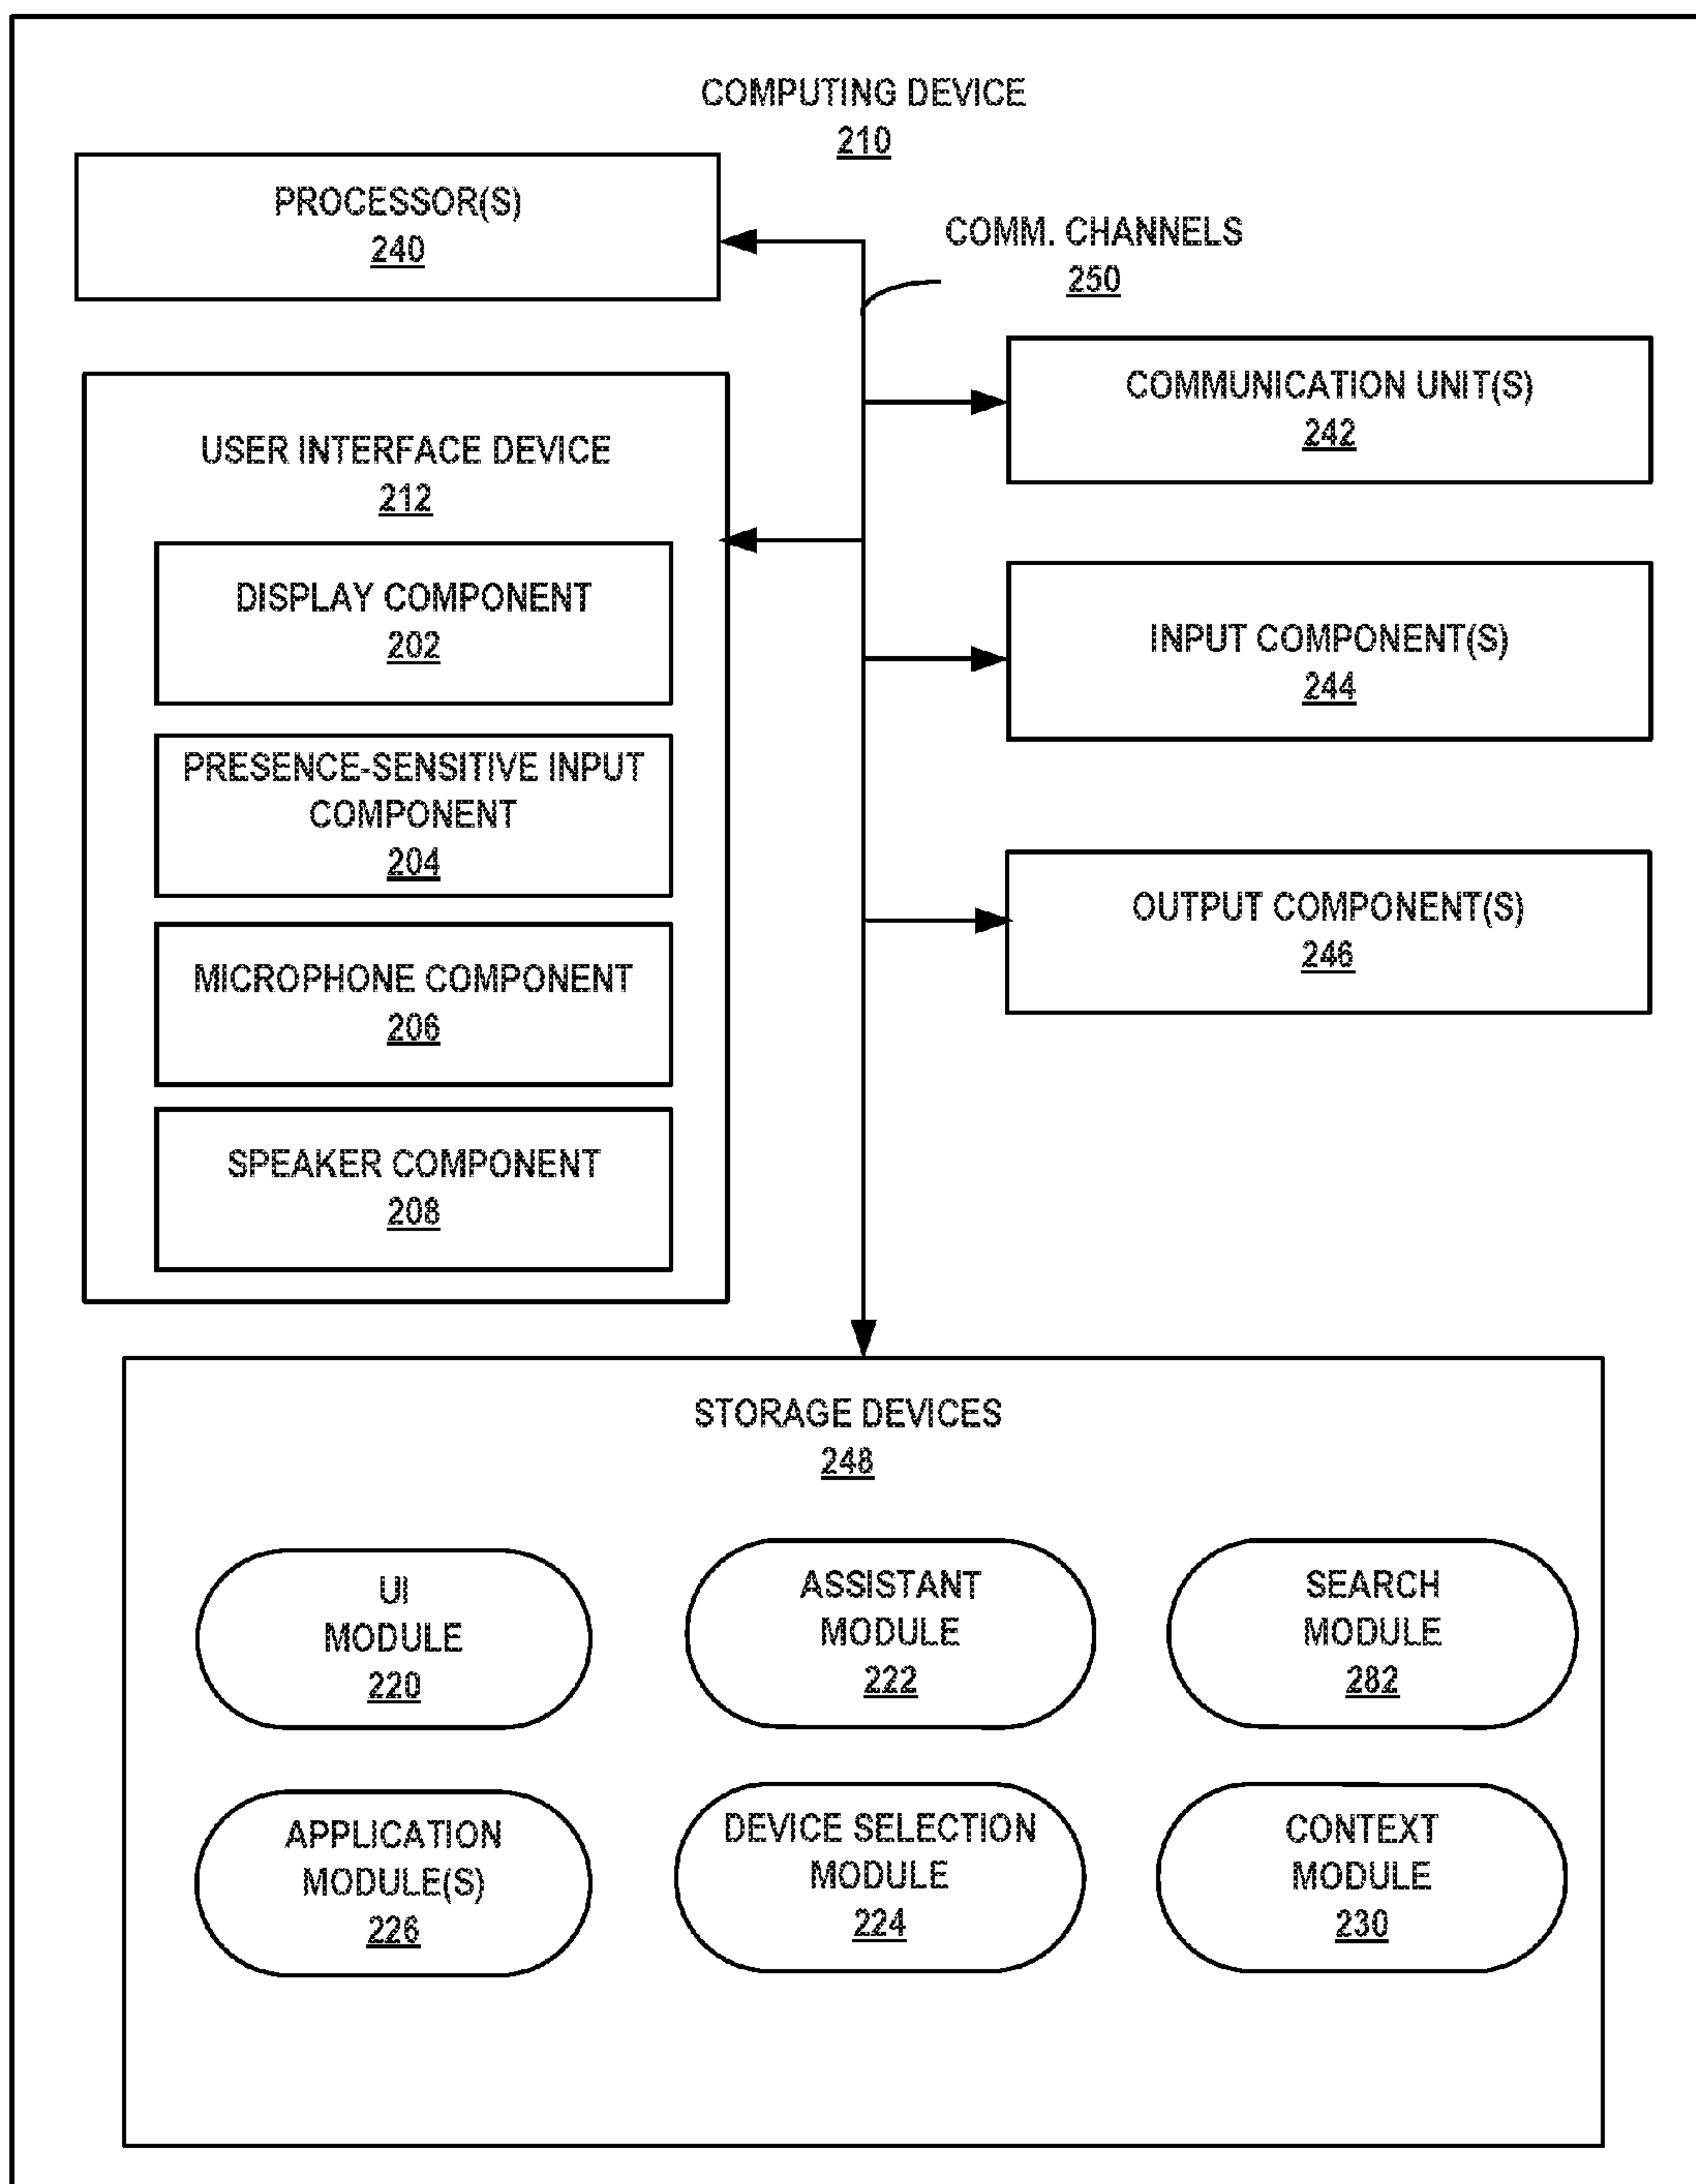 COMPUTING DEVICE
210
PROCESSOR(S)
240
COMM. CHANNELS
250
COMMUNICATION UNIT(S)
242
USER INTERFACE DEVICE
212
DISPLAY COMPONENT
202
INPUT COMPONENT(S)
244
PRESENCE-SENSITIVE INPUT
COMPONENT
204
OUTPUT COMPONENT(S)
246
MICROPHONE COMPONENT
206
SPEAKER COMPONENT
208
STORAGE DEVICES
248
UI
MODULE
220
ASSISTANT
MODULE
222
SEARCH
MODULE
282
APPLICATION
MODULE(S)
226
DEVICE SELECTION
MODULE
224
CONTEXT
MODULE
230